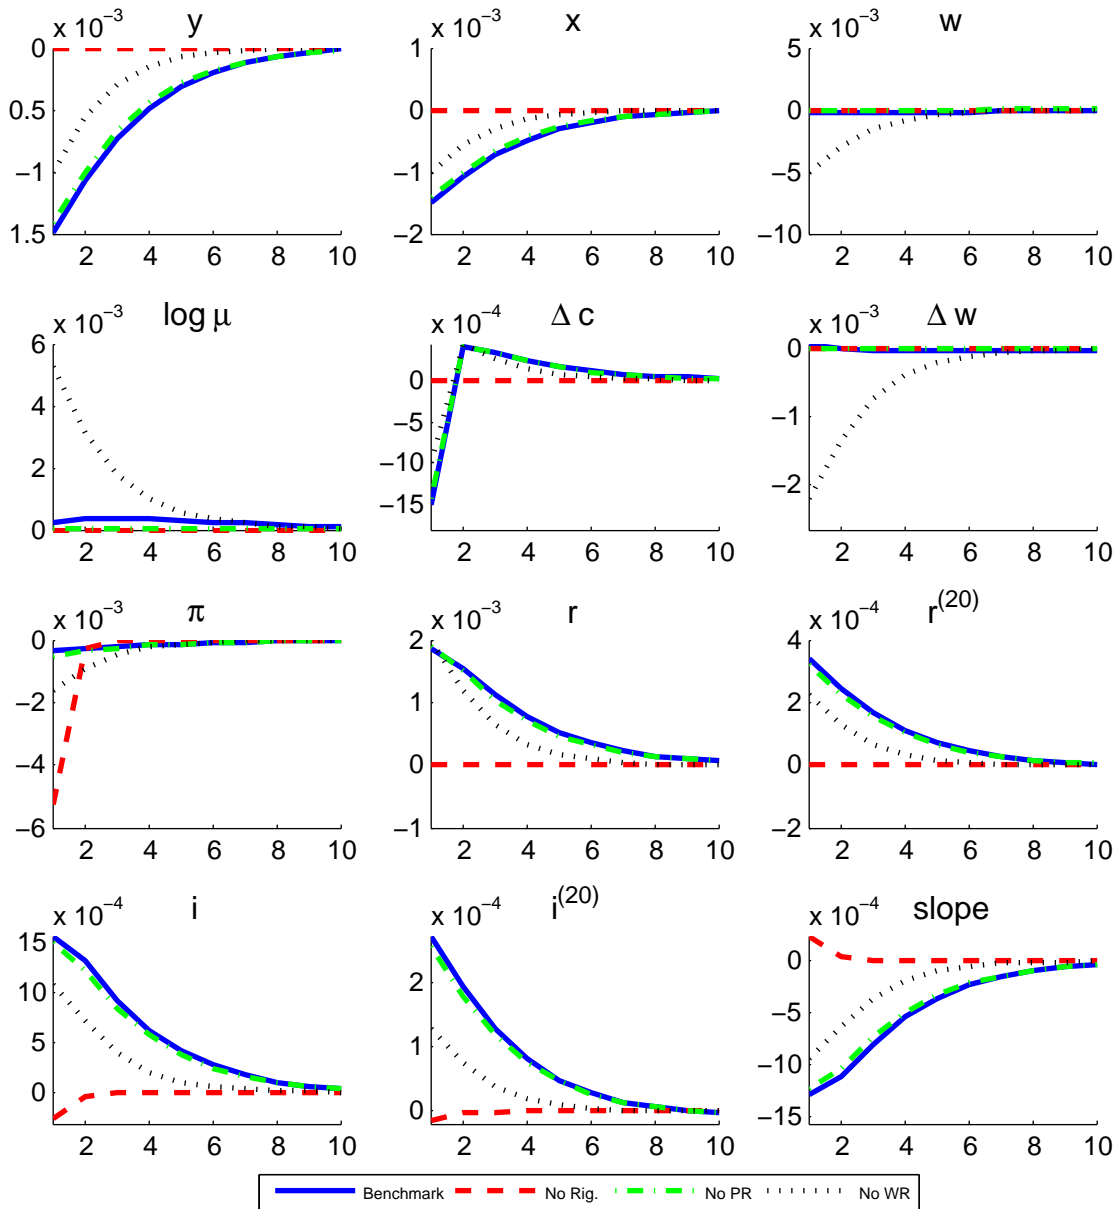 x 10−3 y
0
0.5
−1
1.5
2 4 6 8 10
x 10−3 x
1
0
−1
−2
2 4 6 8 10
x 10−3 w
5
0
−5
−10
2 4 6 8 10
x 10−3 log μ
6
4
2
0
2 4 6 8 10
x 10−4 Δ c
0
−5
−10
−15
2 4 6 8 10
x 10−3 Δ w
0
−1
−2
2 4 6 8 10
x 10−3 π
0
−2
−4
−6
2 4 6 8 10
x 10−3 r
2
1
0
−1
2 4 6 8 10
x 10−4 r(20)
4
2
0
−2
2 4 6 8 10
x 10−4 i
15
10
5
0
2 4 6 8 10
x 10−4 i(20)
2
1
0
2 4 6 8 10
x 10−4 slope
0
−5
−10
−15
2 4 6 8 10
Benchmark No Rig. No PR No WR